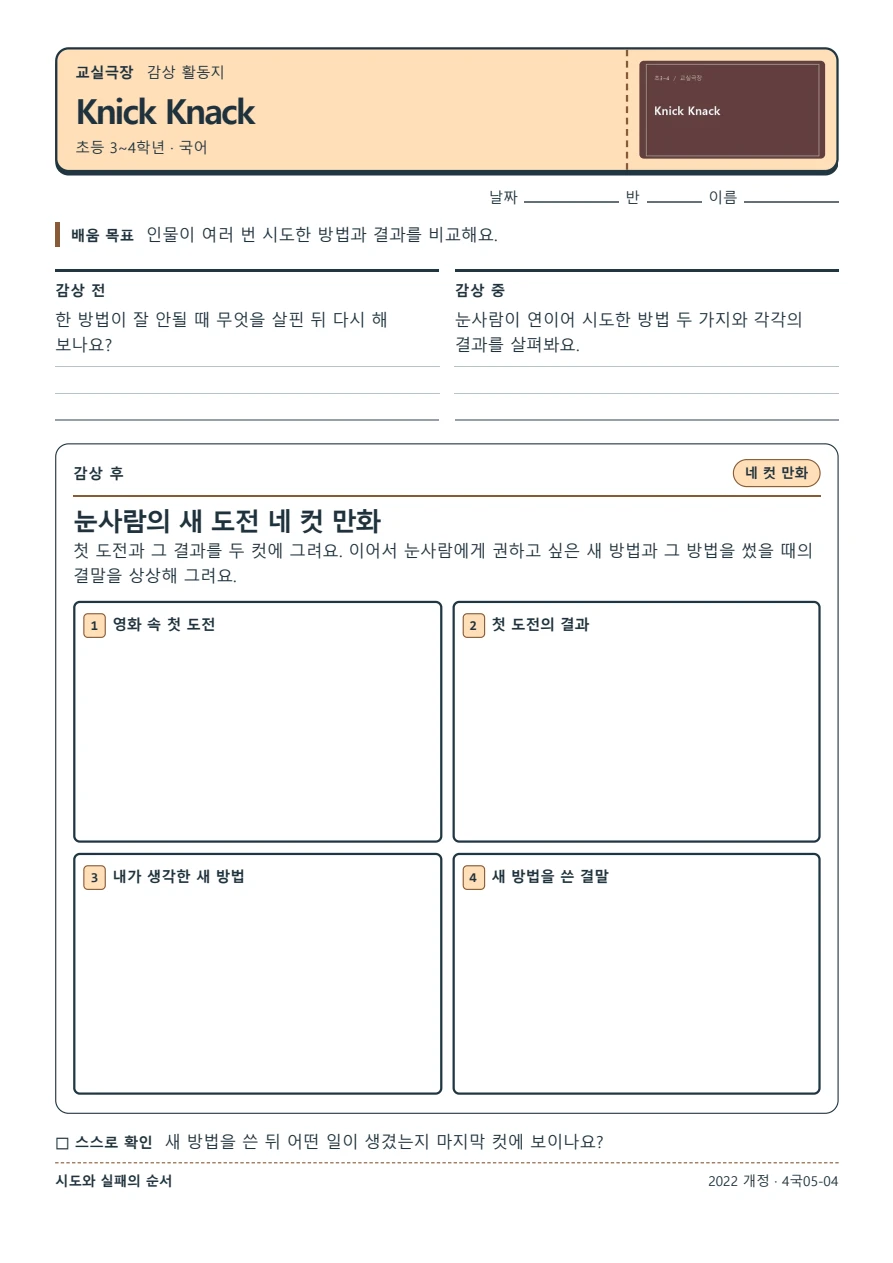 교실극장 감상 활동지
Knick Knack
초등 3~4학년 · 국어
초3–4 / 교실극장
Knick Knack
날짜 반 이름
배움 목표 인물이 여러 번 시도한 방법과 결과를 비교해요.
감상 전
한 방법이 잘 안될 때 무엇을 살핀 뒤 다시 해
보나요?
감상 중
눈사람이 연이어 시도한 방법 두 가지와 각각의
결과를 살펴봐요.
감상 후
네 컷 만화
눈사람의 새 도전 네 컷 만화
첫 도전과 그 결과를 두 컷에 그려요. 이어서 눈사람에게 권하고 싶은 새 방법과 그 방법을 썼을 때의
결말을 상상해 그려요.
1 영화 속 첫 도전
2 첫 도전의 결과
3 내가 생각한 새 방법
4 새 방법을 쓴 결말
□ 스스로 확인 새 방법을 쓴 뒤 어떤 일이 생겼는지 마지막 컷에 보이나요?
시도와 실패의 순서
2022 개정 · 4국05-04